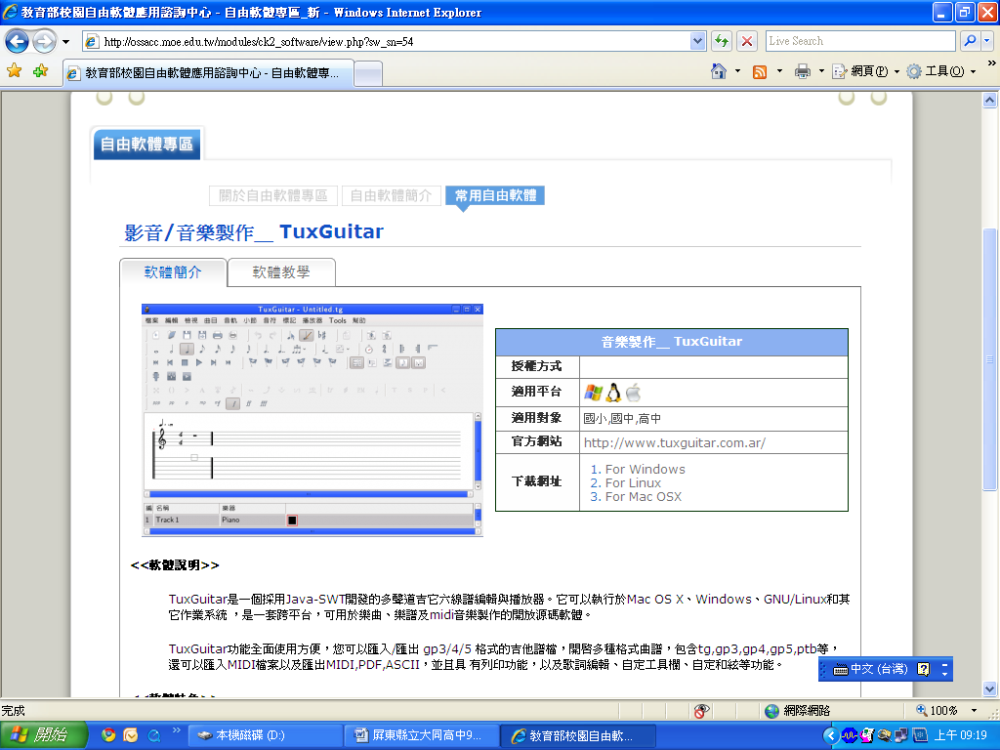 教育部校園自由軟體應用諮詢中心 - 自由軟體專區_新 - Windows Internet Explorer
http://ossacc.moe.edu.tw/modules/ck2_software/view.php?sw_sn=54
Live Search
教育部校園自由軟體應用諮詢中心 - 自由軟體專...
網頁(P)
工具(O)
自由軟體專區
關於自由軟體專區
自由軟體簡介
常用自由軟體
影音/音樂製作__ TuxGuitar
軟體簡介
軟體教學
TuxGuitar - Untitled.tg
檔案 編輯 檢視 曲目 音軌 小節 音符 標記 播放器 Tools 幫助
編 名稱 樂器
1 Track 1 Piano
音樂製作__ TuxGuitar
授權方式
適用平台
適用對象 國小,國中,高中
官方網站 http://www.tuxguitar.com.ar/
下載網址
1. For Windows
2. For Linux
3. For Mac OSX
<<軟體說明>>
TuxGuitar是一個採用Java-SWT開發的多聲道吉它六線譜編輯與播放器。它可以執行於Mac OS X、Windows、GNU/Linux和其
它作業系統 ，是一套跨平台，可用於樂曲、樂譜及midi音樂製作的開放源碼軟體。
TuxGuitar功能全面使用方便，您可以匯入/匯出 gp3/4/5 格式的吉他譜檔，開啓多種格式曲譜，包含tg,gp3,gp4,gp5,ptb等，
還可以匯入MIDI檔案以及匯出MIDI,PDF,ASCII，並且具 有列印功能，以及歌詞編輯、自定工具欄、自定和絃等功能。
中文 (台灣)
完成
網際網路
100%
開始
本機磁碟 (D:)
屏東縣立大同高中9...
教育部校園自由軟...
上午 09:19